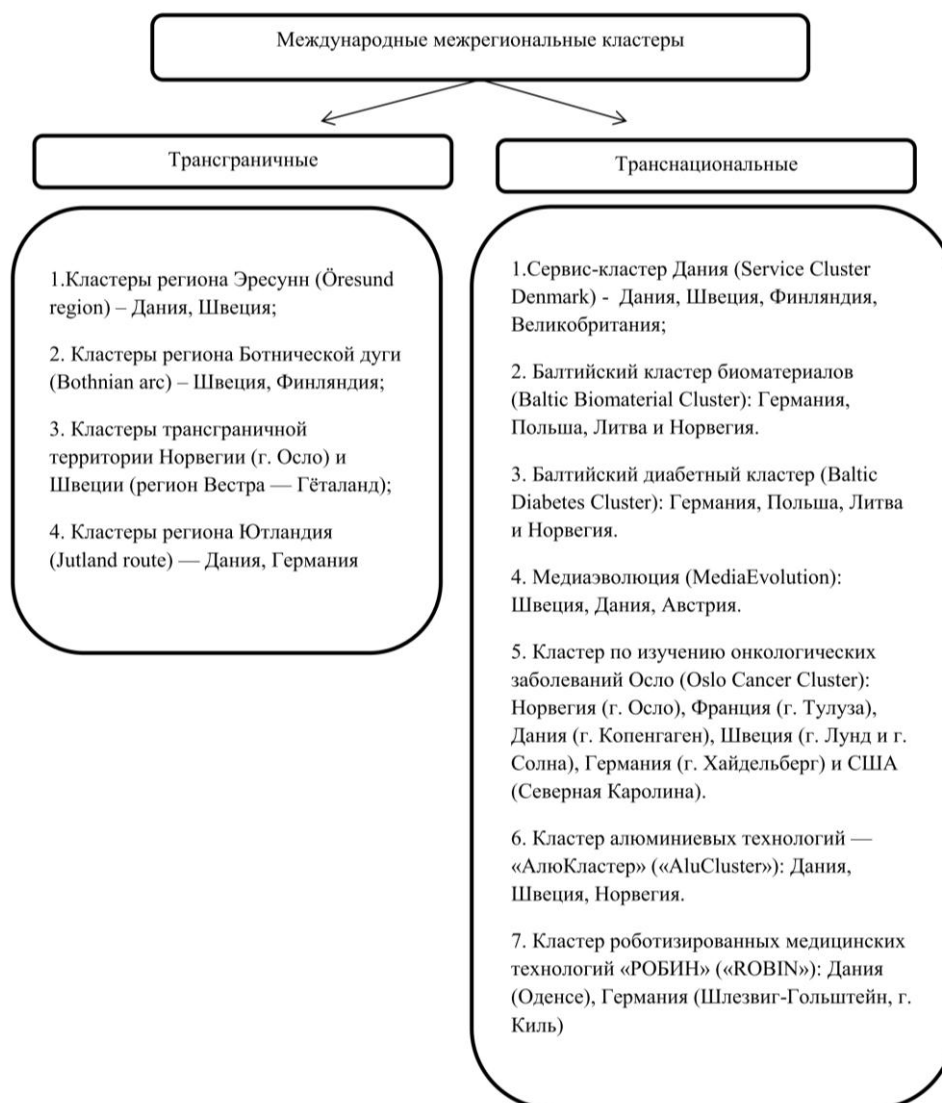 Международные межрегиональные кластеры
Трансграничные
1.Кластеры региона Эресунн (Öresund
region) – Дания, Швеция;
2. Кластеры региона Ботнической дуги
(Bothnian arc) – Швеция, Финляндия;
3. Кластеры трансграничной
территории Норвегии (г. Осло) и
Швеции (регион Вестра — Гёталанд);
4. Кластеры региона Ютландия
(Jutland route) — Дания, Германия
Транснациональные
1.Сервис-кластер Дания (Service Cluster
Denmark) - Дания, Швеция, Финляндия,
Великобритания;
2. Балтийский кластер биоматериалов
(Baltic Biomaterial Cluster): Германия,
Польша, Литва и Норвегия.
3. Балтийский диабетный кластер (Baltic
Diabetes Cluster): Германия, Польша, Литва
и Норвегия.
4. Медиаэволюция (MediaEvolution):
Швеция, Дания, Австрия.
5. Кластер по изучению онкологических
заболеваний Осло (Oslo Cancer Cluster):
Норвегия (г. Осло), Франция (г. Тулуза),
Дания (г. Копенгаген), Швеция (г. Лунд и г.
Солна), Германия (г. Хайдельберг) и США
(Северная Каролина).
6. Кластер алюминиевых технологий —
«АлюКластер» («AluCluster»): Дания,
Швеция, Норвегия.
7. Кластер роботизированных медицинских
технологий «РОБИН» («ROBIN»): Дания
(Оденсе), Германия (Шлезвиг-Гольштейн, г.
Киль)